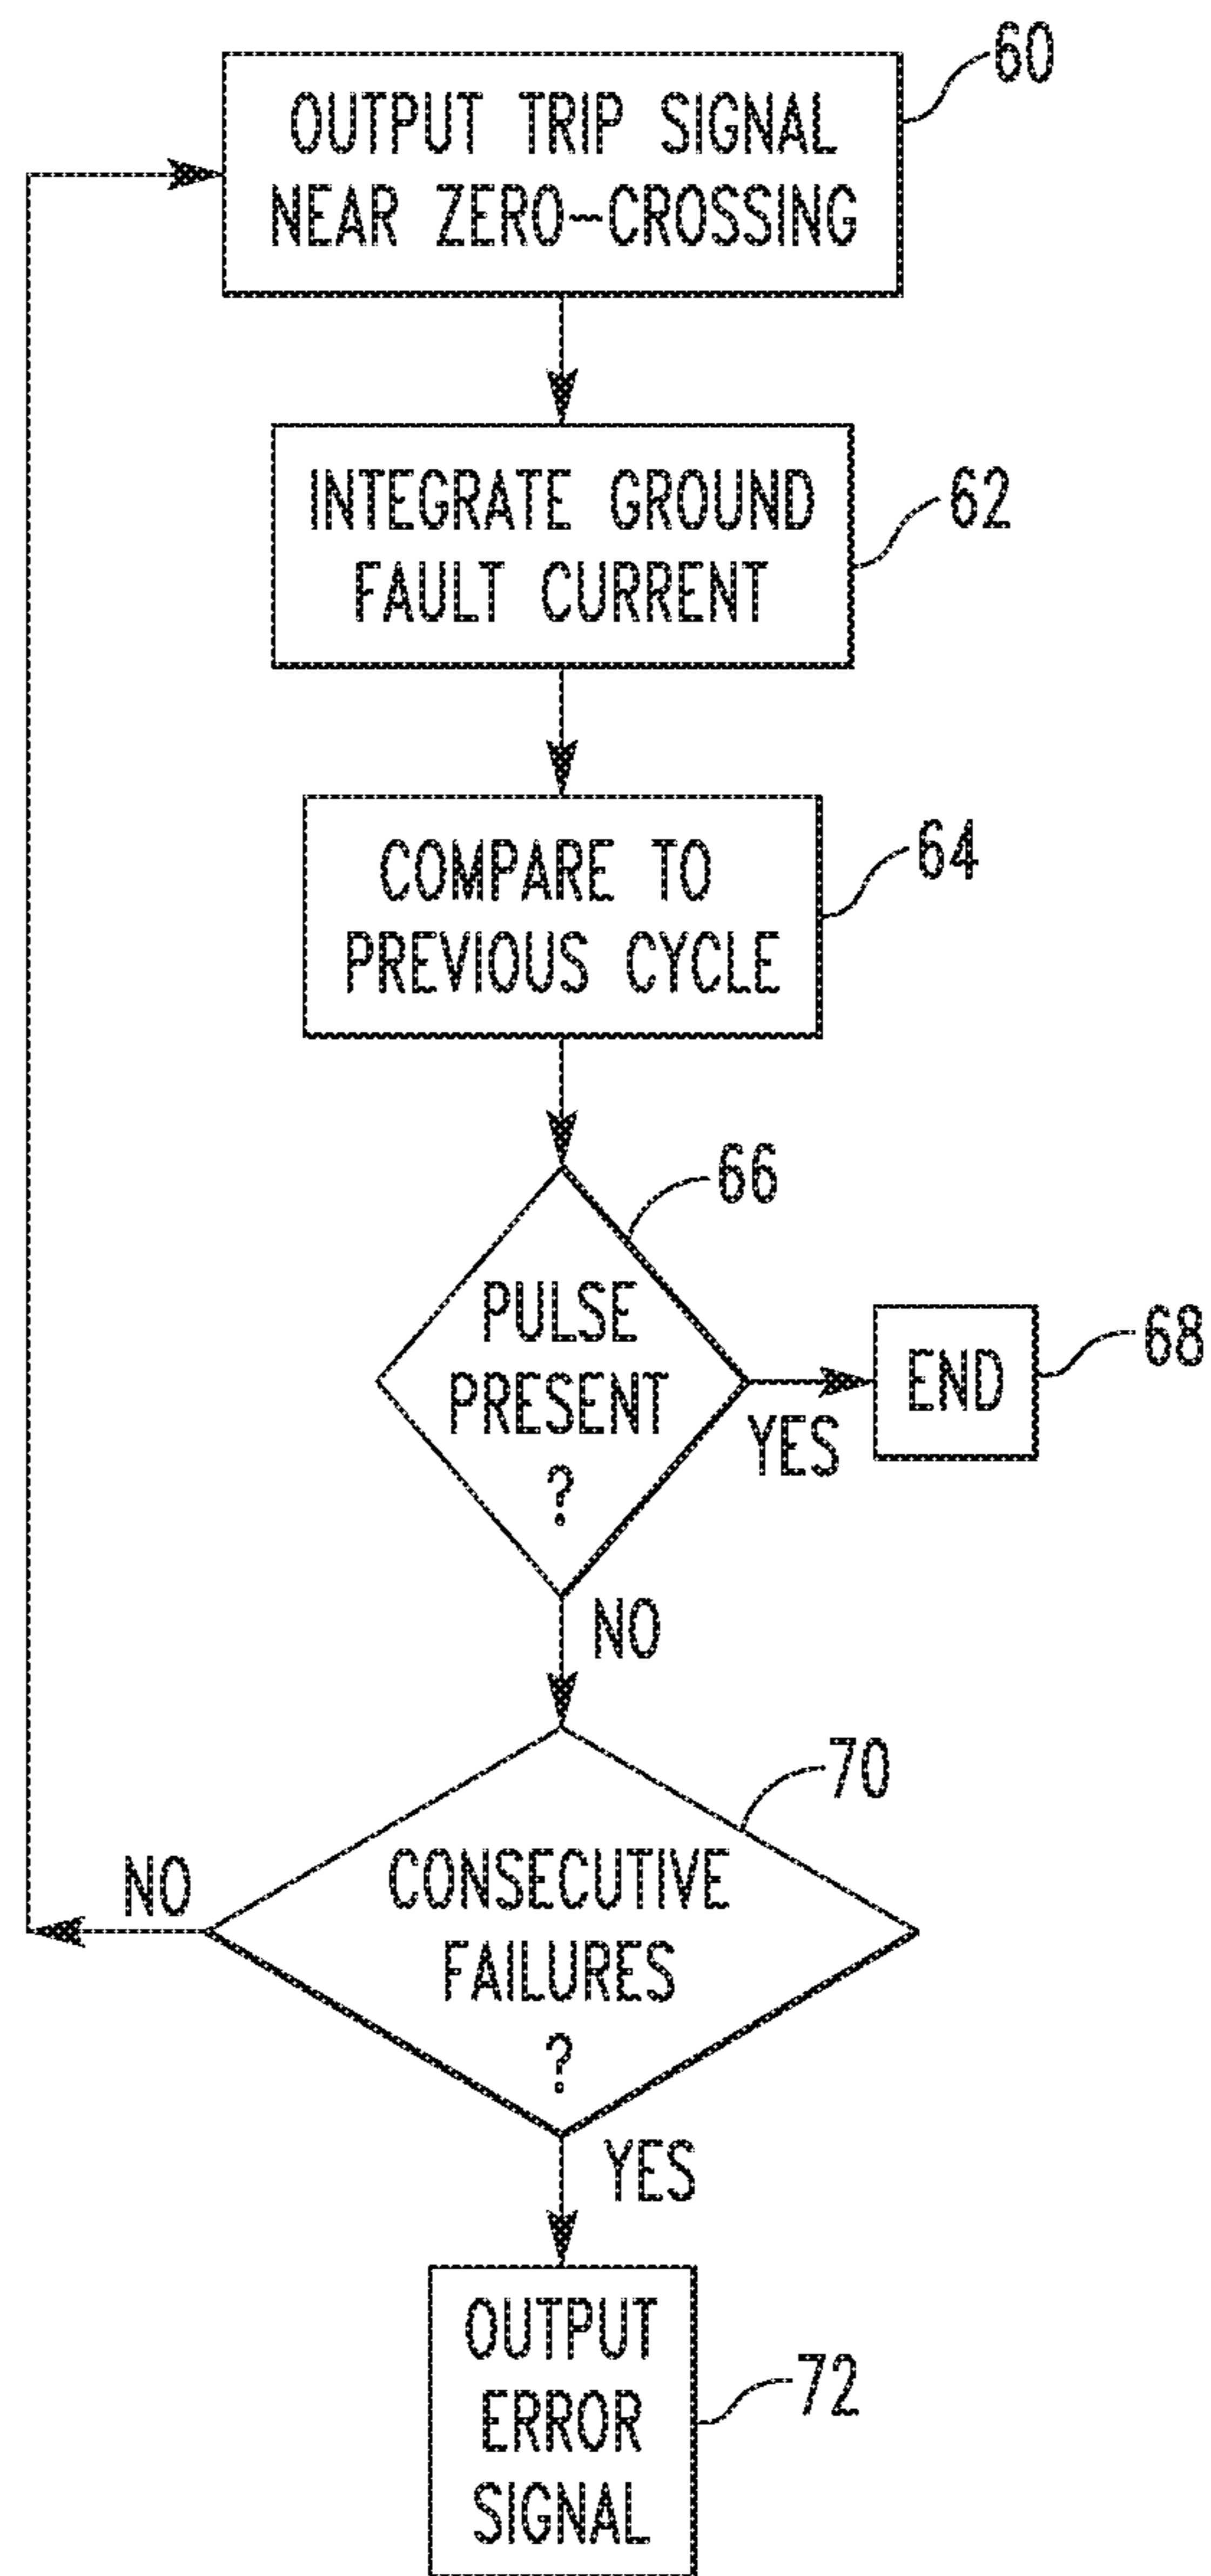 60
OUTPUT TRIP SIGNAL
NEAR ZERO-CROSSING
INTEGRATE GROUND
FAULT CURRENT
62
COMPARE TO
PREVIOUS CYCLE
64
66
PULSE
PRESENT
?
YES
END
68
NO
70
CONSECUTIVE
FAILURES
?
NO
YES
OUTPUT
ERROR
SIGNAL
72